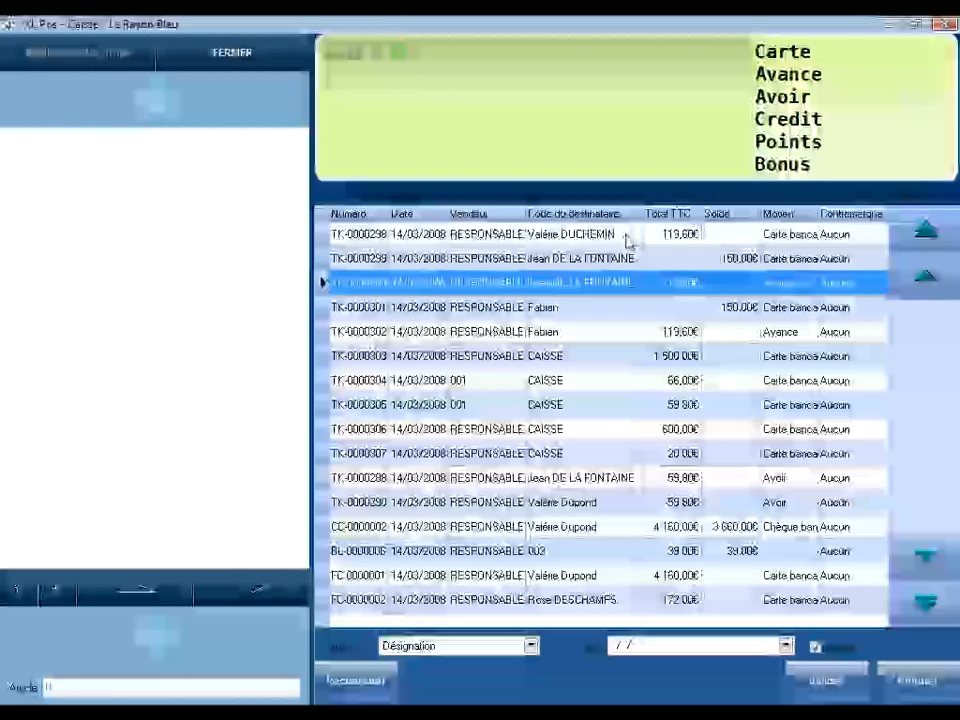 XL Pos - Caisse - Le Rayon Bleu
FERMER
Carte
Avance
Avoir
Credit
Points
Bonus
Numéro Date Vendeur Code du destinataire Total TTC Solde Moyen Contremarque
TK-0000298 14/03/2008 RESPONSABLE Valérie DUCHEMIN 119,60€ Carte banca Aucun
TK-0000299 14/03/2008 RESPONSABLE Jean DE LA FONTAINE 150,00€ Carte banca Aucun
TK-0000301 14/03/2008 RESPONSABLE Fabien 150,00€ Carte banca Aucun
TK-0000302 14/03/2008 RESPONSABLE Fabien 119,60€ Avance Aucun
TK-0000303 14/03/2008 RESPONSABLE CAISSE 1 500,00€ Carte banca Aucun
TK-0000304 14/03/2008 001 CAISSE 66,00€ Carte banca Aucun
TK-0000305 14/03/2008 001 CAISSE 59,80€ Carte banca Aucun
TK-0000306 14/03/2008 RESPONSABLE CAISSE 600,00€ Carte banca Aucun
TK-0000307 14/03/2008 RESPONSABLE CAISSE 20,00€ Carte banca Aucun
TK-0000288 14/03/2008 RESPONSABLE Jean DE LA FONTAINE 59,80€ Avoir Aucun
TK-0000290 14/03/2008 RESPONSABLE Valérie Dupond -59,80€ Avoir Aucun
CC-0000002 14/03/2008 RESPONSABLE Valérie Dupond 4 160,00€ 3 660,00€ Chèque ban Aucun
BL-0000006 14/03/2008 RESPONSABLE 003 39,00€ 39,00€ Aucun
FC-0000001 14/03/2008 RESPONSABLE Valérie Dupond 4 160,00€ Carte banca Aucun
FC-0000002 14/03/2008 RESPONSABLE Rose DESCHAMPS 172,00€ Carte banca Aucun
Désignation / /